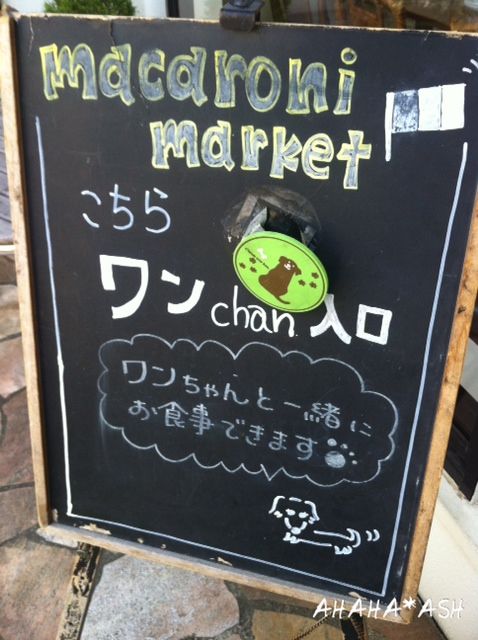 macaroni
market
こちら
ワンchan入口
ワンちゃんと一緒に
お食事できます
AHAHA*ASH